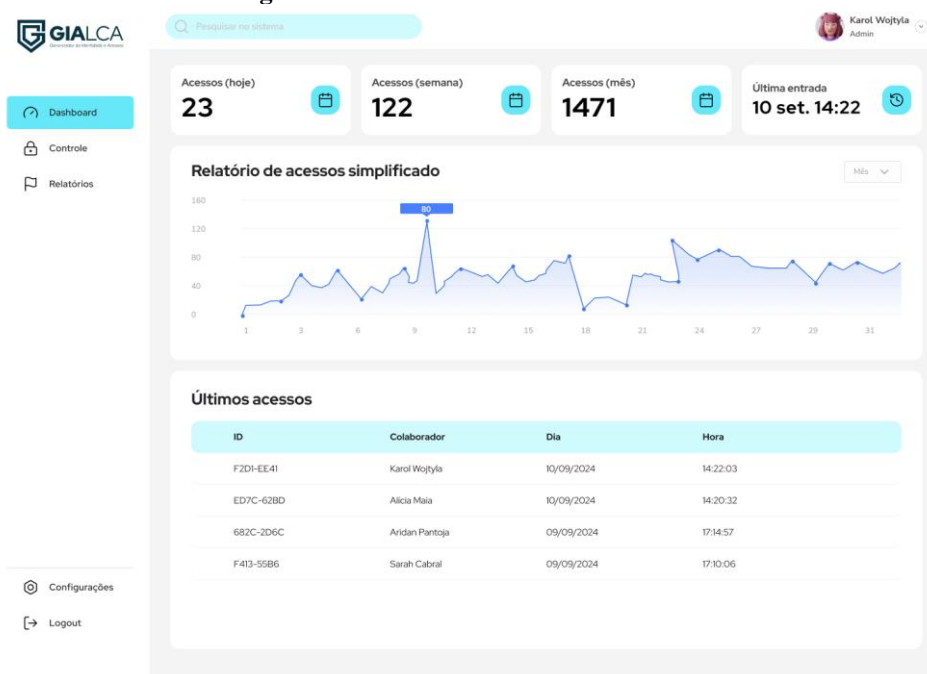 GIALCA
Gerenciador de Identidade e Acesso
Pesquisar no sistema
Karol Wojtyla
Admin
Dashboard
Controle
Relatórios
Configurações
Logout
Acessos (hoje)
23
Acessos (semana)
122
Acessos (mês)
1471
Última entrada
10 set. 14:22
Relatório de acessos simplificado
Mês
160
120
80
40
0
80
1 3 6 9 12 15 18 21 24 27 29 31
Últimos acessos
ID Colaborador Dia Hora
F2D1-EE41 Karol Wojtyla 10/09/2024 14:22:03
ED7C-62BD Alicia Maia 10/09/2024 14:20:32
682C-2D6C Aridan Pantoja 09/09/2024 17:14:57
F413-55B6 Sarah Cabral 09/09/2024 17:10:06